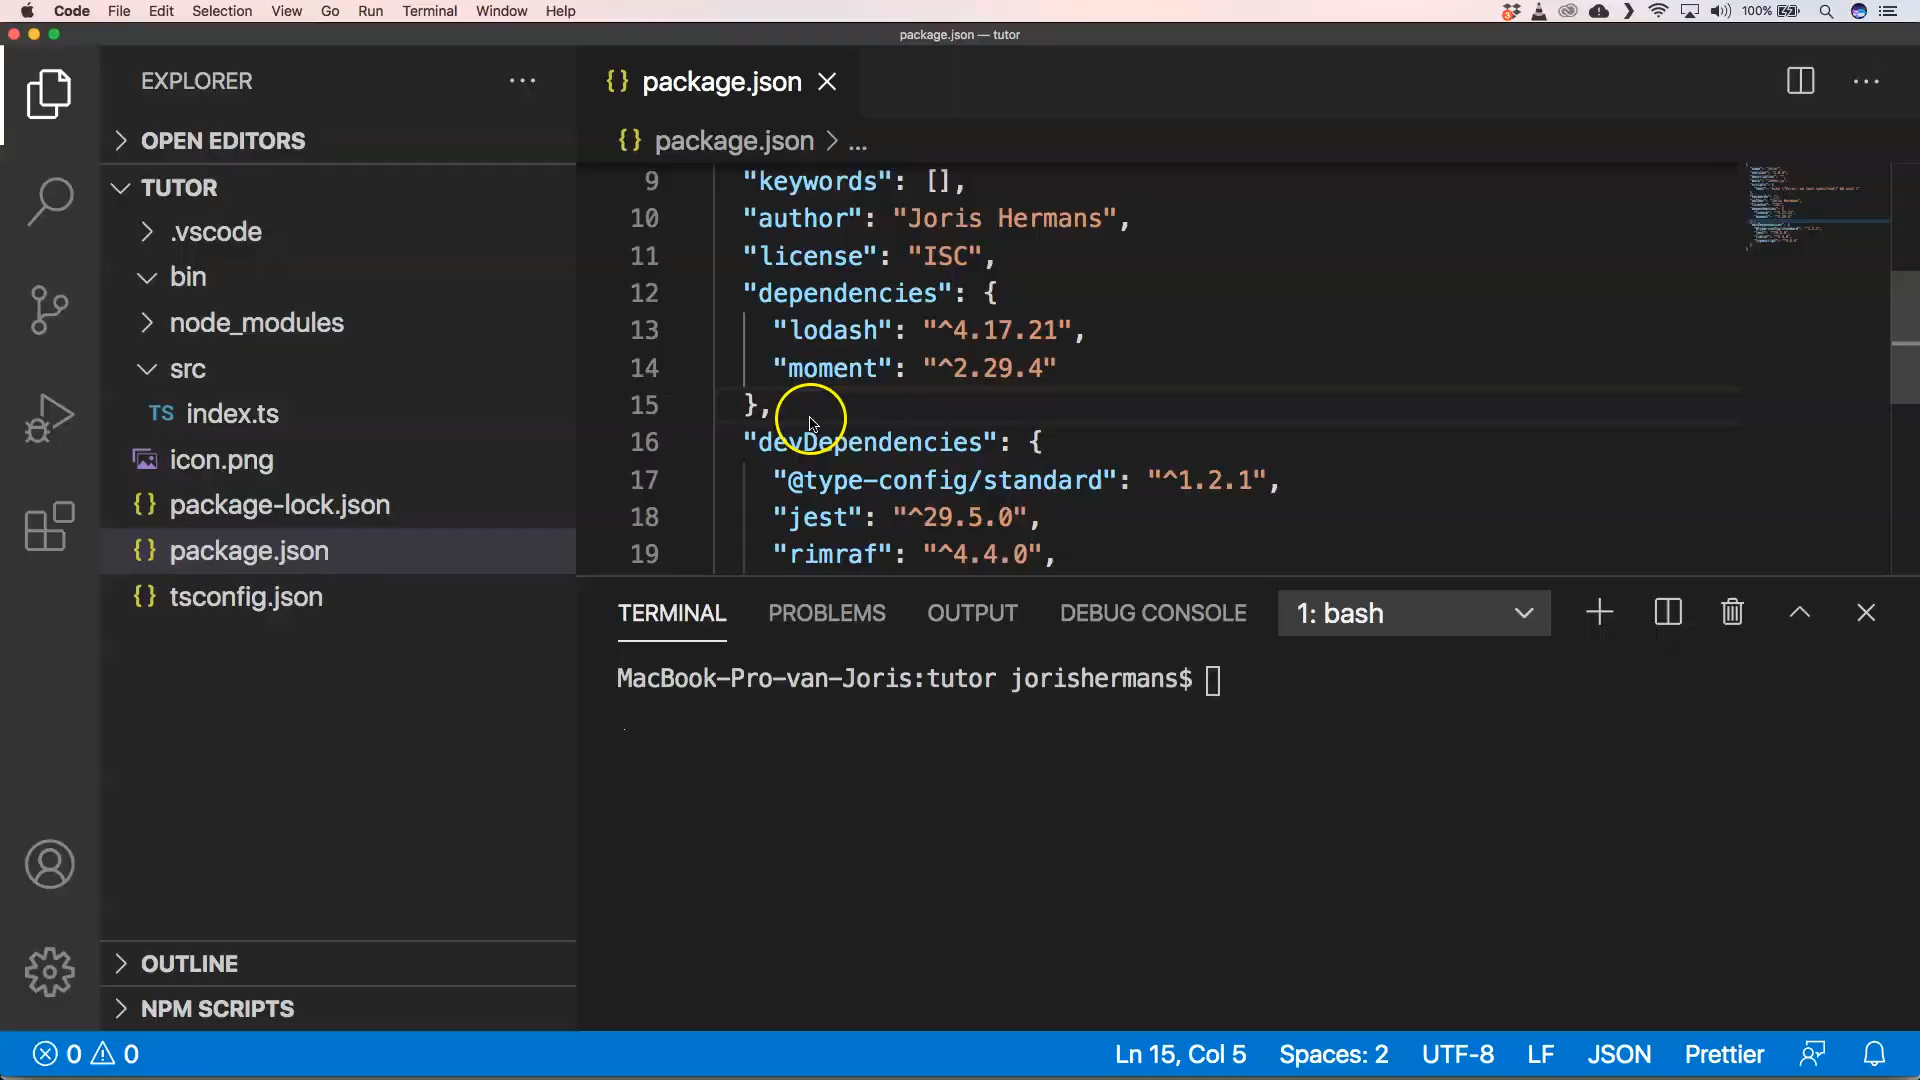 Code File Edit Selection View Go Run Terminal Window Help 3 100%
package.json — tutor
EXPLORER
OPEN EDITORS
TUTOR
.vscode
bin
node_modules
src
TS index.ts
icon.png
{} package-lock.json
{} package.json
{} tsconfig.json
OUTLINE
NPM SCRIPTS
{} package.json
{} package.json > ...
9 "keywords": [],
10 "author": "Joris Hermans",
11 "license": "ISC",
12 "dependencies": {
13 "lodash": "^4.17.21",
14 "moment": "^2.29.4"
15 },
16 "devDependencies": {
17 "@type-config/standard": "^1.2.1",
18 "jest": "^29.5.0",
19 "rimraf": "^4.4.0",
TERMINAL PROBLEMS OUTPUT DEBUG CONSOLE 1: bash
MacBook-Pro-van-Joris:tutor jorishermans$
0 0 Ln 15, Col 5 Spaces: 2 UTF-8 LF JSON Prettier